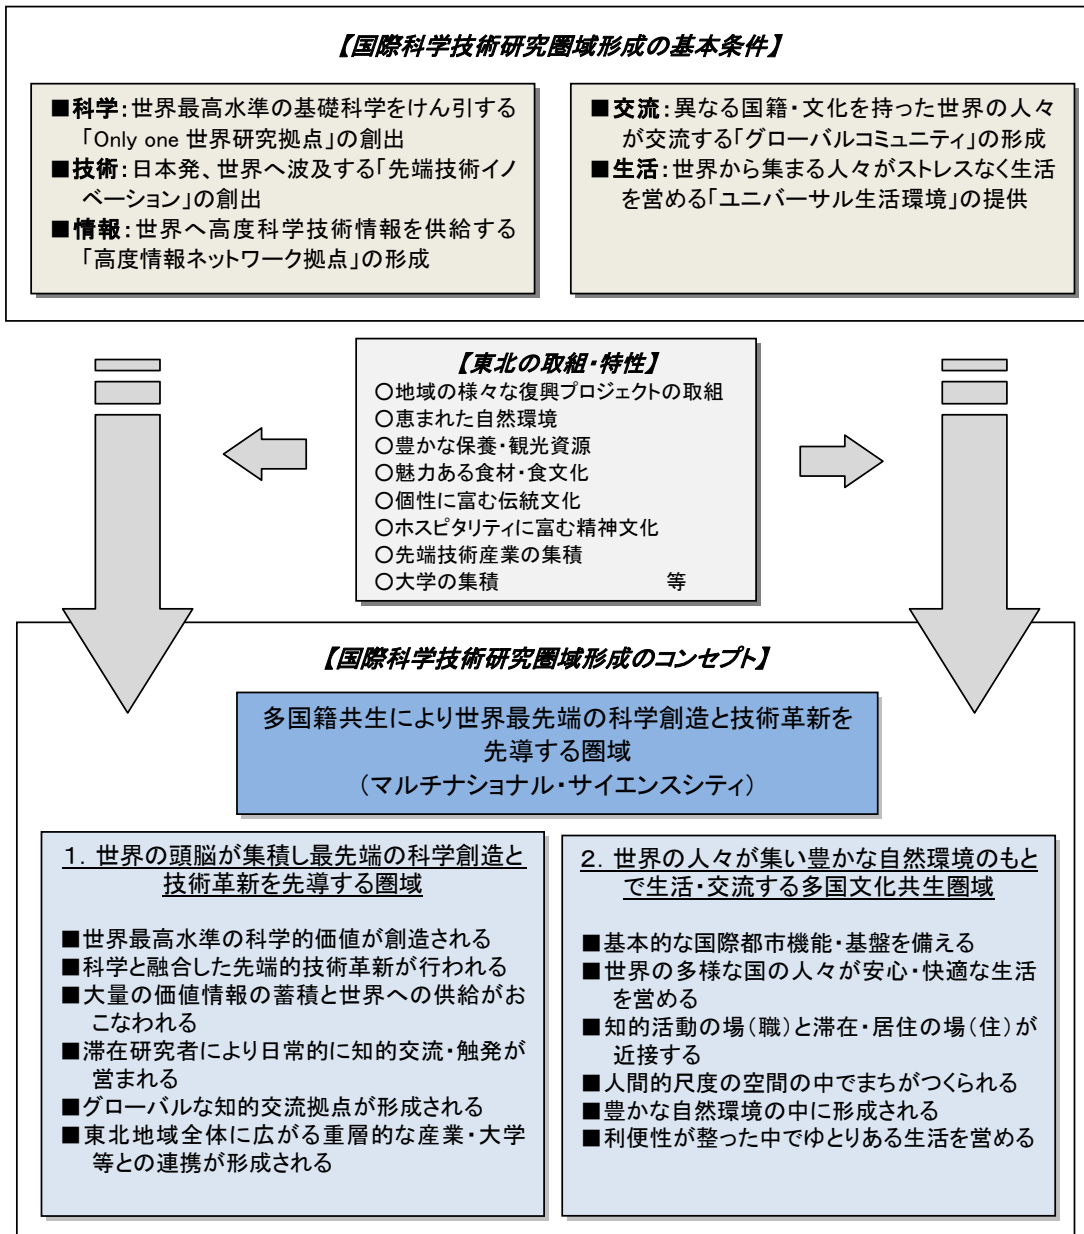 【国際科学技術研究圏域形成の基本条件】
■科学：世界最高水準の基礎科学をけん引する
「Only one 世界研究拠点」の創出
■技術：日本発、世界へ波及する「先端技術イノ
ベーション」の創出
■情報：世界へ高度科学技術情報を供給する
「高度情報ネットワーク拠点」の形成
■交流：異なる国籍・文化を持った世界の人々
が交流する「グローバルコミュニティ」の形成
■生活：世界から集まる人々がストレスなく生活
を営める「ユニバーサル生活環境」の提供
【東北の取組・特性】
○地域の様々な復興プロジェクトの取組
○恵まれた自然環境
○豊かな保養・観光資源
○魅力ある食材・食文化
○個性に富む伝統文化
○ホスピタリティに富む精神文化
○先端技術産業の集積
○大学の集積　　　　　　　　等
【国際科学技術研究圏域形成のコンセプト】
多国籍共生により世界最先端の科学創造と技術革新を
先導する圏域
（マルチナショナル・サイエンスシティ）
１．世界の頭脳が集積し最先端の科学創造と
技術革新を先導する圏域
■世界最高水準の科学的価値が創造される
■科学と融合した先端的技術革新が行われる
■大量の価値情報の蓄積と世界への供給がお
こなわれる
■滞在研究者により日常的に知的交流・触発が
営まれる
■グローバルな知的交流拠点が形成される
■東北地域全体に広がる重層的な産業・大学
等との連携が形成される
２．世界の人々が集い豊かな自然環境のもと
で生活・交流する多国文化共生圏域
■基本的な国際都市機能・基盤を備える
■世界の多様な国の人々が安心・快適な生活
を営める
■知的活動の場（職）と滞在・居住の場（住）が
近接する
■人間的尺度の空間の中でまちがつくられる
■豊かな自然環境の中に形成される
■利便性が整った中でゆとりある生活を営める